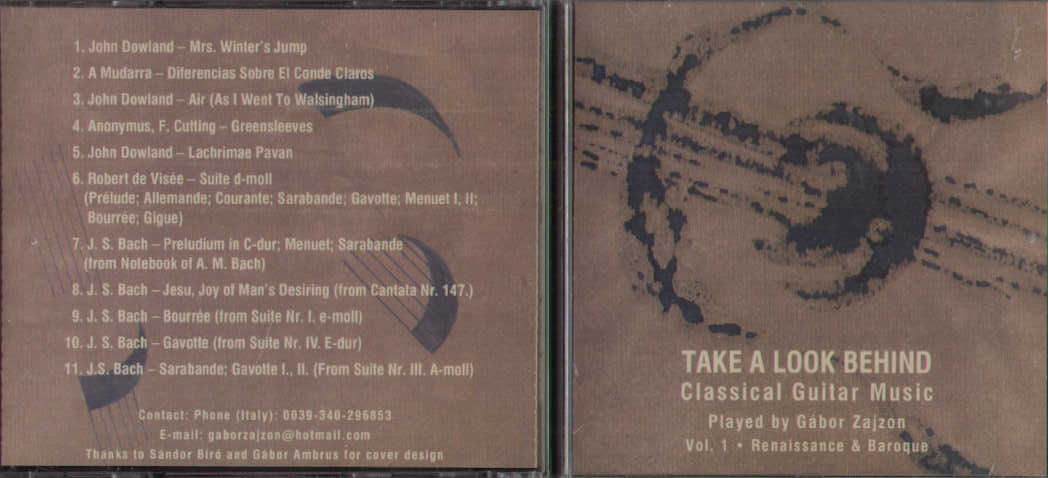 1. John Dowland – Mrs. Winter's Jump
2. A Mudarra – Diferencias Sobre El Conde Claros
3. John Dowland – Air (As I Went To Walsingham)
4. Anonymus, F. Cutting – Greensleeves
5. John Dowland – Lachrimae Pavan
6. Robert de Visée – Suite d-moll
(Prélude; Allemande; Courante; Sarabande; Gavotte; Menuet I, II;
Bourrée; Gigue)
7. J. S. Bach – Preludium in C-dur; Menuet; Sarabande
(from Notebook of A. M. Bach)
8. J. S. Bach – Jesu, Joy of Man's Desiring (from Cantata Nr. 147.)
9. J. S. Bach – Bourrée (from Suite Nr. I. e-moll)
10. J. S. Bach – Gavotte (from Suite Nr. IV. E-dur)
11. J.S. Bach – Sarabande; Gavotte I., II. (From Suite Nr. III. A-moll)
Contact: Phone (Italy): 0039-340-296853
E-mail: gaborzajzon@hotmail.com
Thanks to Sándor Bíró and Gábor Ambrus for cover design
TAKE A LOOK BEHIND
Classical Guitar Music
Played by Gábor Zajzon
Vol. 1 • Renaissance & Baroque